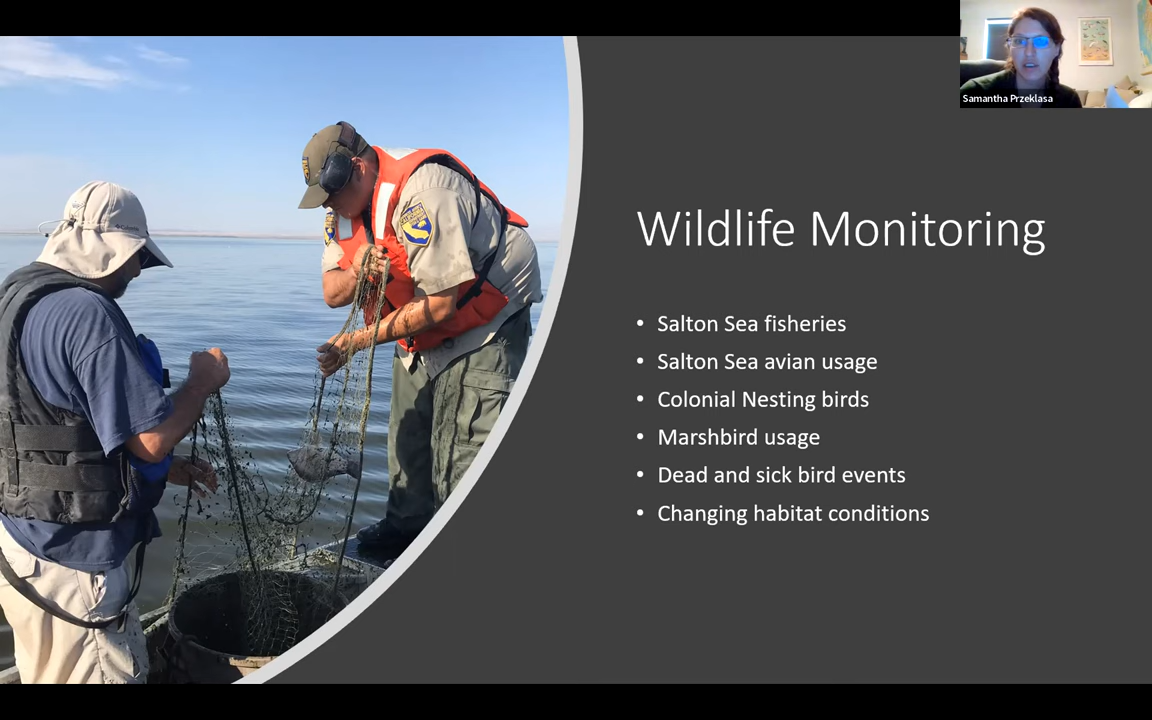 Samantha Przeklasa
Wildlife Monitoring
• Salton Sea fisheries
• Salton Sea avian usage
• Colonial Nesting birds
• Marshbird usage
• Dead and sick bird events
• Changing habitat conditions